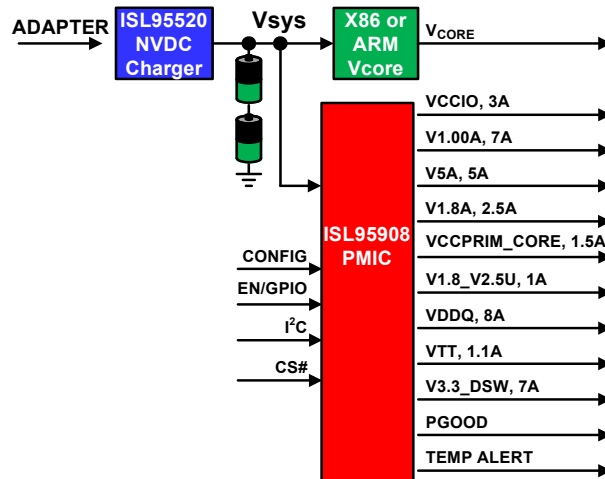 ADAPTER
ISL95520
NVDC
Charger
Vsys
X86 or
ARM
Vcore
VCORE
VCCIO, 3A
V1.00A, 7A
V5A, 5A
V1.8A, 2.5A
VCCPRIM_CORE, 1.5A
V1.8_V2.5U, 1A
VDDQ, 8A
VTT, 1.1A
V3.3_DSW, 7A
PGOOD
TEMP ALERT
ISL95908
PMIC
CONFIG
EN/GPIO
I²C
CS#